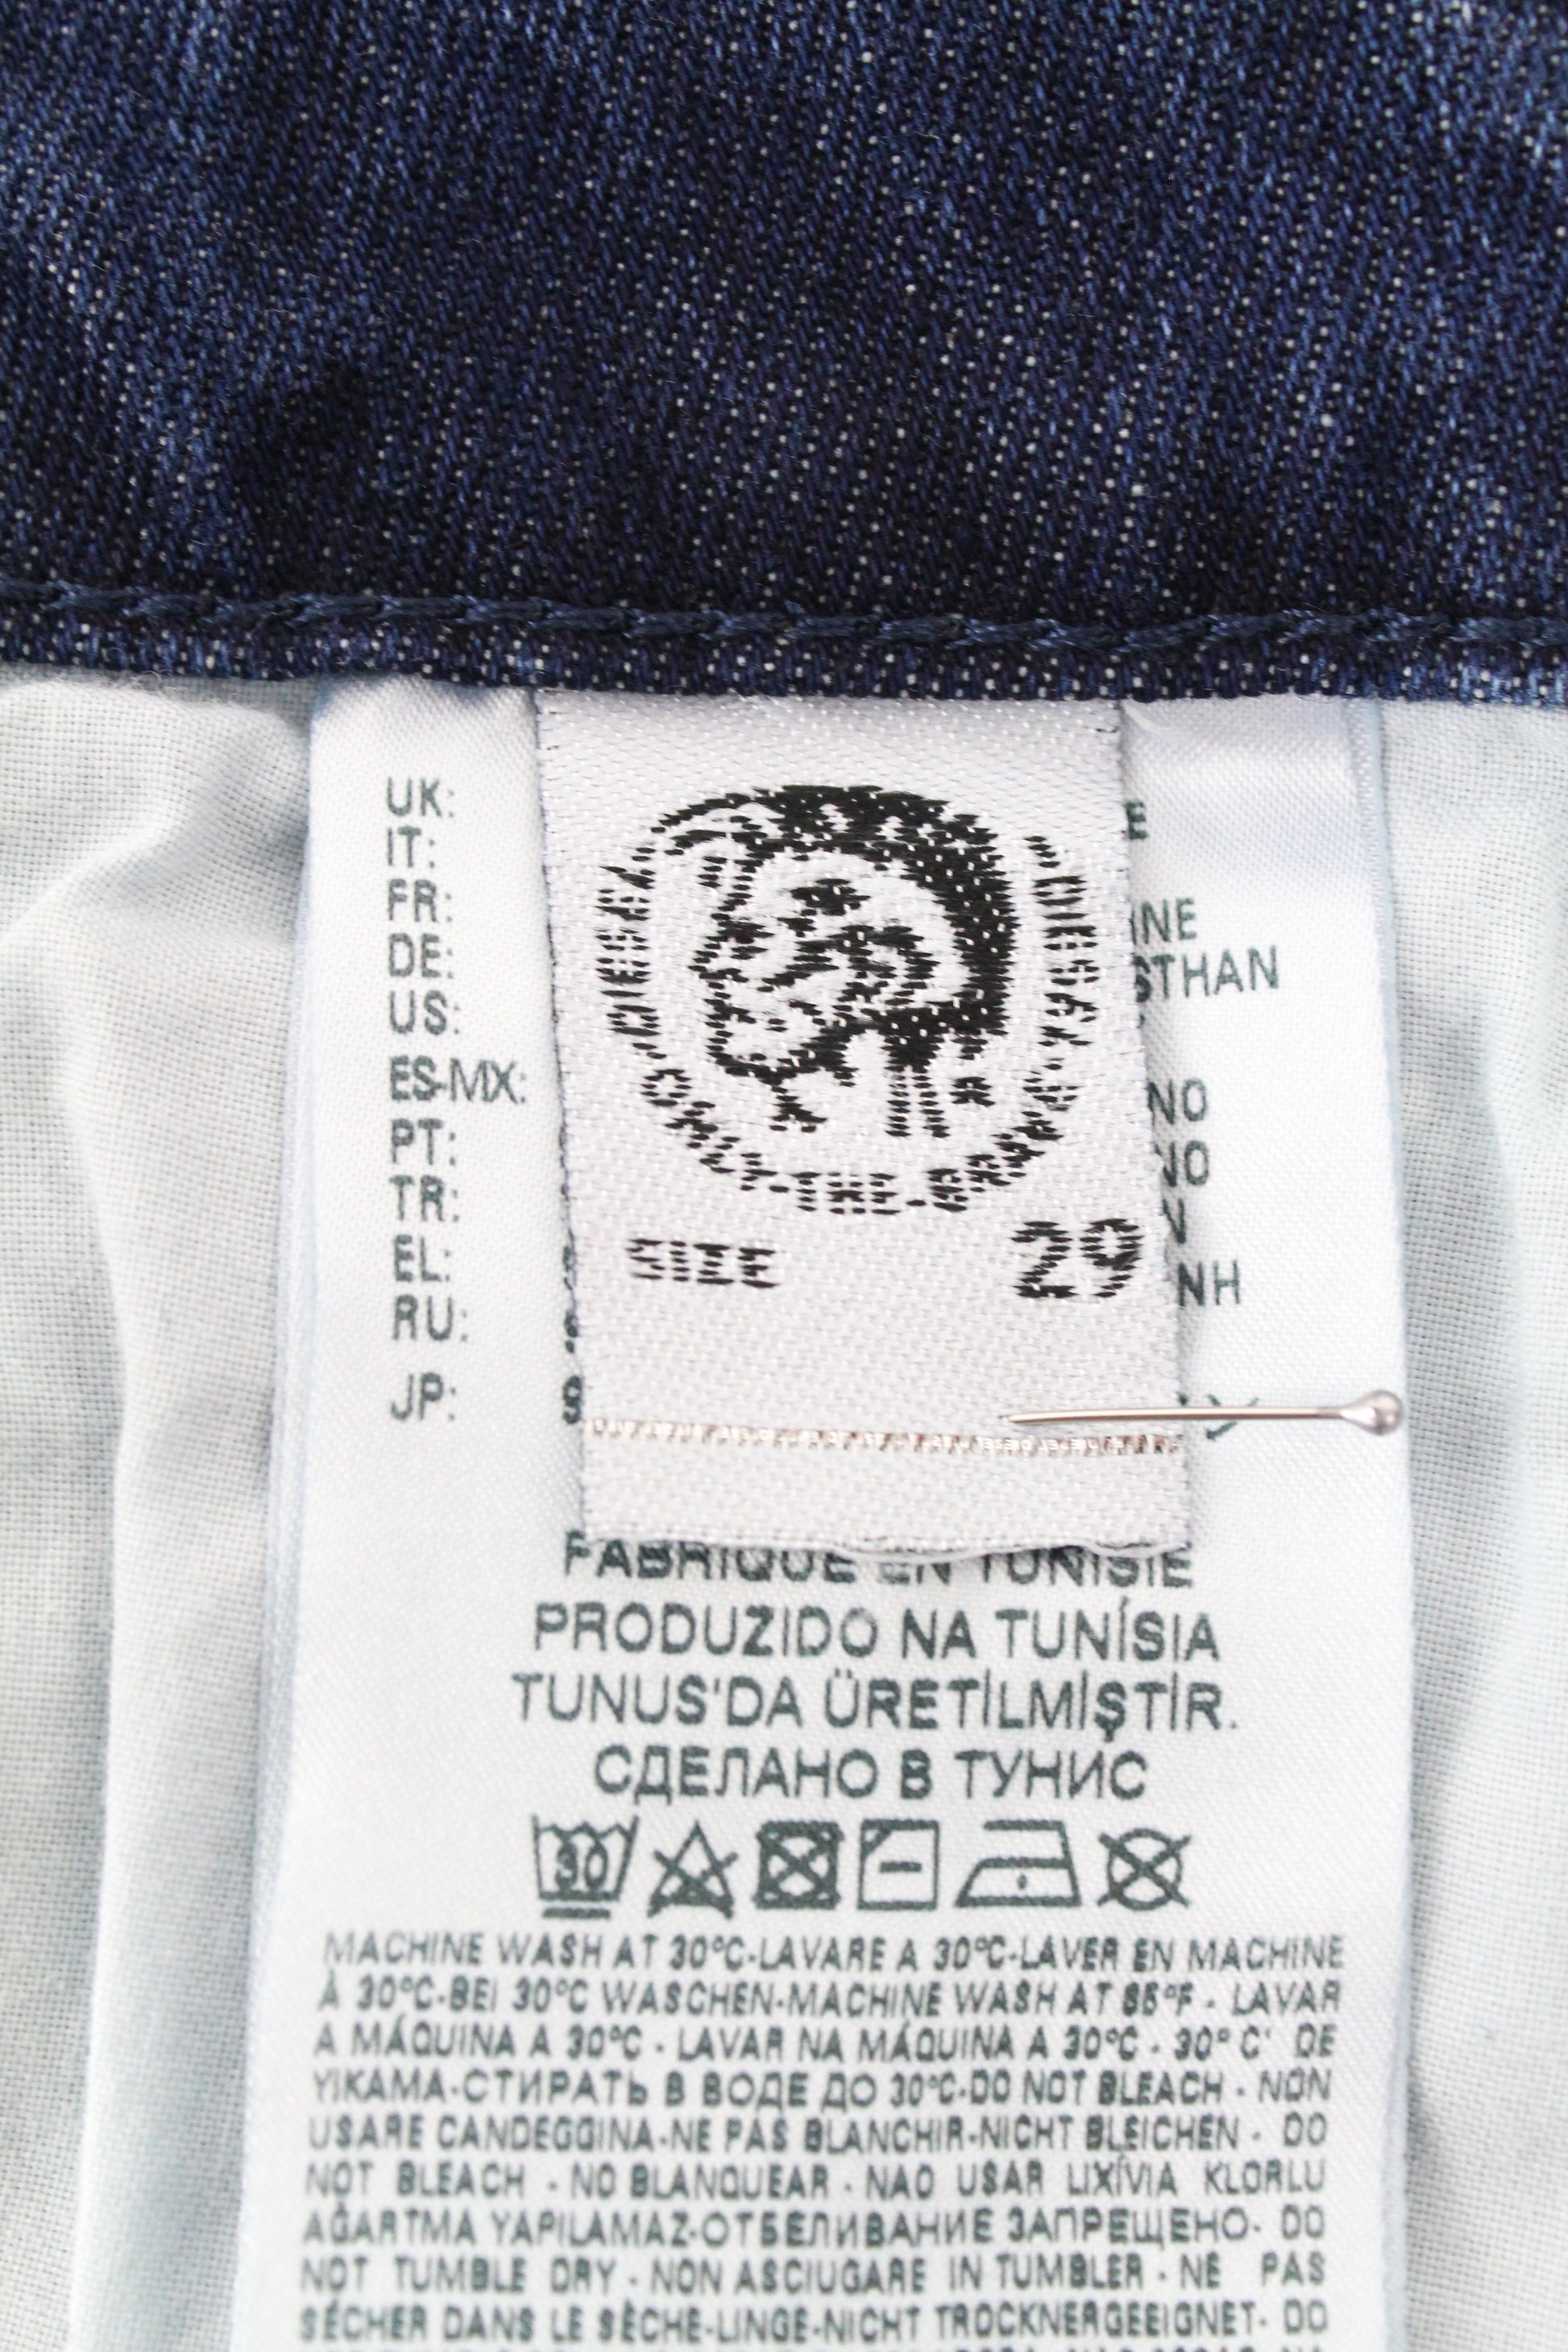 UK:
IT:
FR:
DE:
US:
ES-MX:
PT:
TR:
EL:
RU:
JP:
DIESEL
DIESEL
ONLY-THE-BRAVE
SIZE 29
E
INE
STHAN
NO
NO
V
NH
FABRIQUÉ EN TUNISIE
PRODUZIDO NA TUNÍSIA
TUNUS'DA ÜRETİLMİŞTİR.
СДЕЛАНО В ТУНИС
30
MACHINE WASH AT 30°C-LAVARE A 30°C-LAVER EN MACHINE
À 30°C-BEI 30°C WASCHEN-MACHINE WASH AT 85°F - LAVAR
A MÁQUINA A 30°C - LAVAR NA MÁQUINA A 30°C - 30° C' DE
YIKAMA-СТИРАТЬ В ВОДЕ ДО 30°C-DO NOT BLEACH - NON
USARE CANDEGGINA-NE PAS BLANCHIR-NICHT BLEICHEN - DO
NOT BLEACH - NO BLANQUEAR - NAO USAR LIXÍVIA KLORLU
AĞARTMA YAPILAMAZ-ОТБЕЛИВАНИЕ ЗАПРЕЩЕНО- DO
NOT TUMBLE DRY - NON ASCIUGARE IN TUMBLER - NE PAS
SÉCHER DANS LE SÈCHE-LINGE-NICHT TROCKNERGEEIGNET- DO